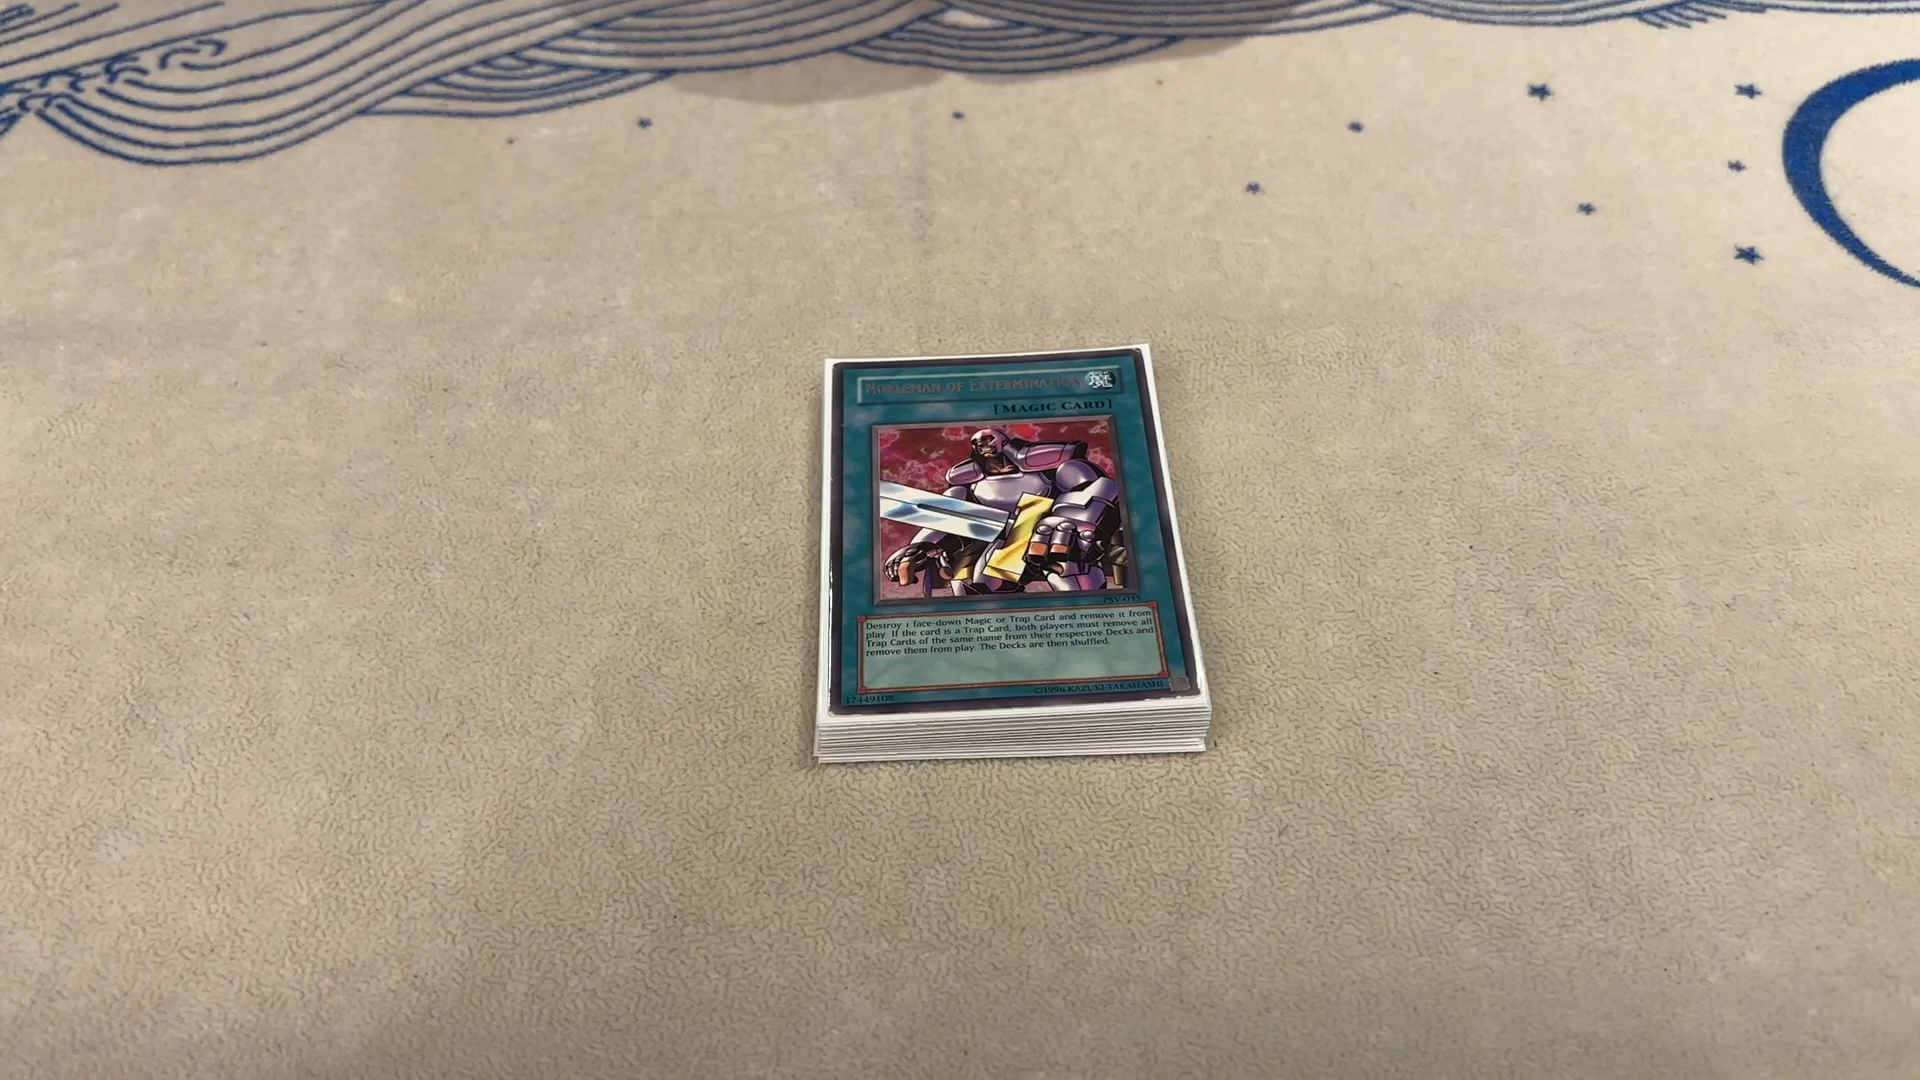 NOBLEMAN OF EXTERMINATION
[MAGIC CARD]
PSV-035
Destroy 1 face-down Magic or Trap Card and remove it from
play. If the card is a Trap Card, both players must remove all
Trap Cards of the same name from their respective Decks and
remove them from play. The Decks are then shuffled.
17449108
©1996 KAZUKI TAKAHASHI